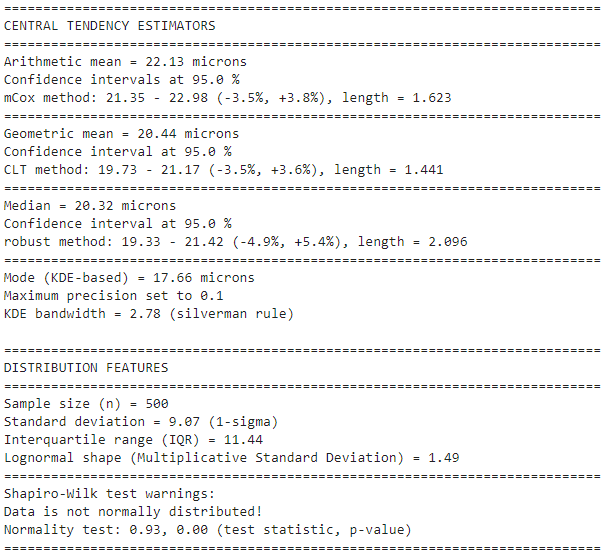 ============================================================================
CENTRAL TENDENCY ESTIMATORS
============================================================================
Arithmetic mean = 22.13 microns
Confidence intervals at 95.0 %
mCox method: 21.35 - 22.98 (-3.5%, +3.8%), length = 1.623
============================================================================
Geometric mean = 20.44 microns
Confidence interval at 95.0 %
CLT method: 19.73 - 21.17 (-3.5%, +3.6%), length = 1.441
============================================================================
Median = 20.32 microns
Confidence interval at 95.0 %
robust method: 19.33 - 21.42 (-4.9%, +5.4%), length = 2.096
============================================================================
Mode (KDE-based) = 17.66 microns
Maximum precision set to 0.1
KDE bandwidth = 2.78 (silverman rule)

============================================================================
DISTRIBUTION FEATURES
============================================================================
Sample size (n) = 500
Standard deviation = 9.07 (1-sigma)
Interquartile range (IQR) = 11.44
Lognormal shape (Multiplicative Standard Deviation) = 1.49
============================================================================
Shapiro-Wilk test warnings:
Data is not normally distributed!
Normality test: 0.93, 0.00 (test statistic, p-value)
============================================================================